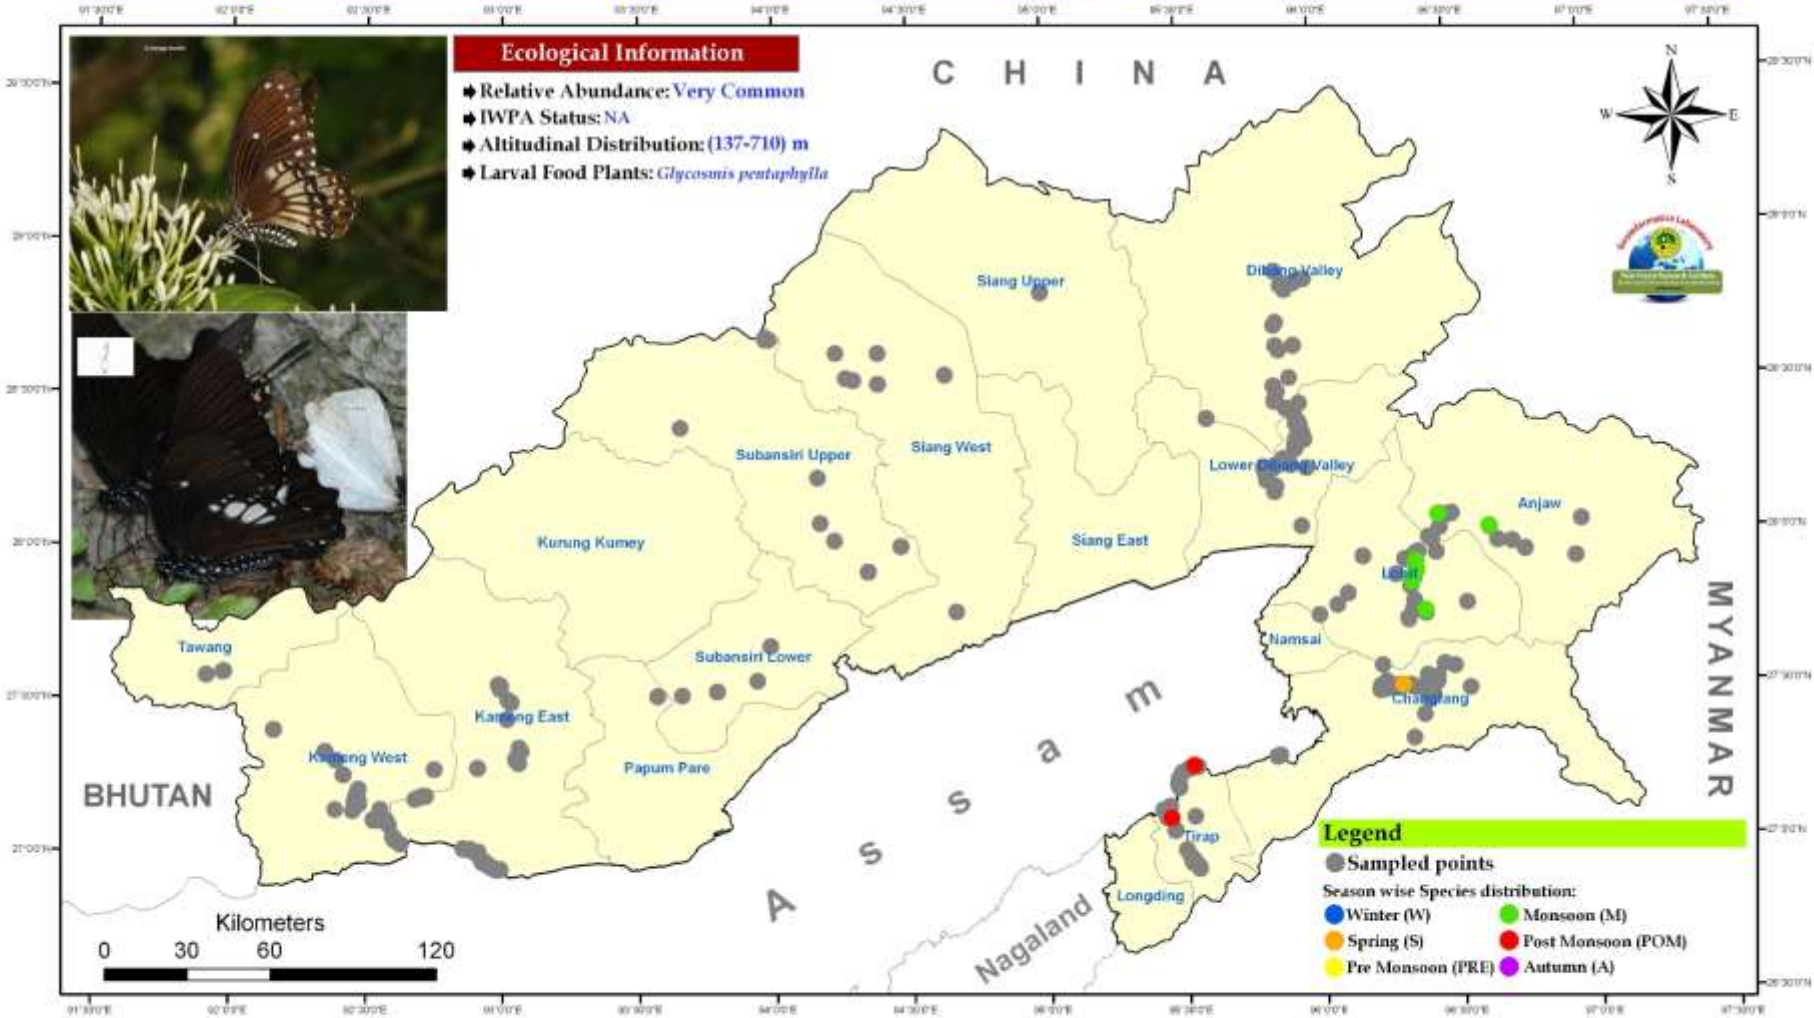 Ecological Information
Relative Abundance: Very Common
IWPA Status: NA
Altitudinal Distribution: (137-710) m
Larval Food Plants: Glycosmis pentaphylla
CHINA
N
W
E
S
Siang Upper
Dibang Valley
Subansiri Upper
Siang West
Lower Dibang Valley
Anjaw
Kurung Kumey
Siang East
Lohit
Namsai
Tawang
Subansiri Lower
Changlang
Kameng East
Kameng West
Papum Pare
BHUTAN
Assam
MYANMAR
Tirap
Longding
Nagaland
Kilometers
0 30 60 120
Legend
Sampled points
Season wise Species distribution:
Winter (W)
Monsoon (M)
Spring (S)
Post Monsoon (POM)
Pre Monsoon (PRE)
Autumn (A)